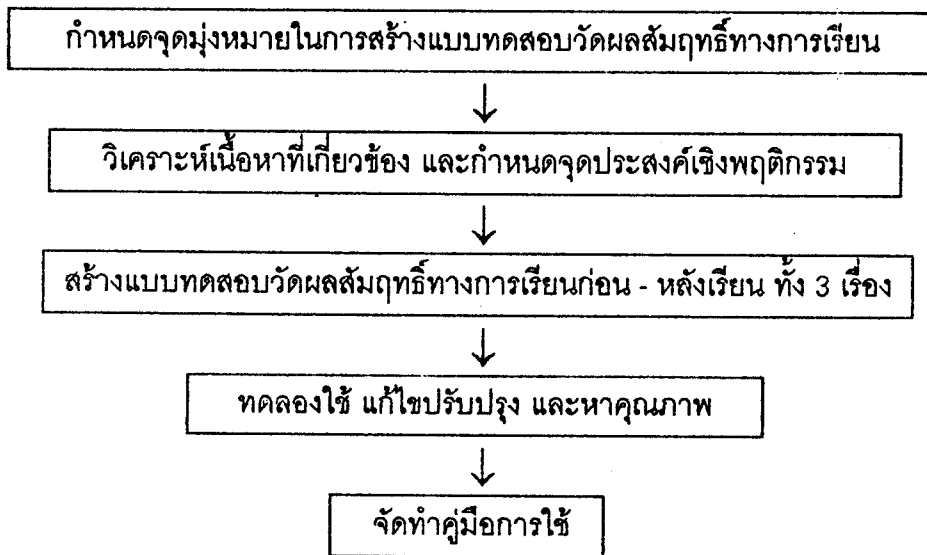 กำหนดจุดมุ่งหมายในการสร้างแบบทดสอบวัดผลสัมฤทธิ์ทางการเรียน
วิเคราะห์เนื้อหาที่เกี่ยวข้อง และกำหนดจุดประสงค์เชิงพฤติกรรม
สร้างแบบทดสอบวัดผลสัมฤทธิ์ทางการเรียนก่อน - หลังเรียน ทั้ง 3 เรื่อง
ทดลองใช้ แก้ไขปรับปรุง และหาคุณภาพ
จัดทำคู่มือการใช้